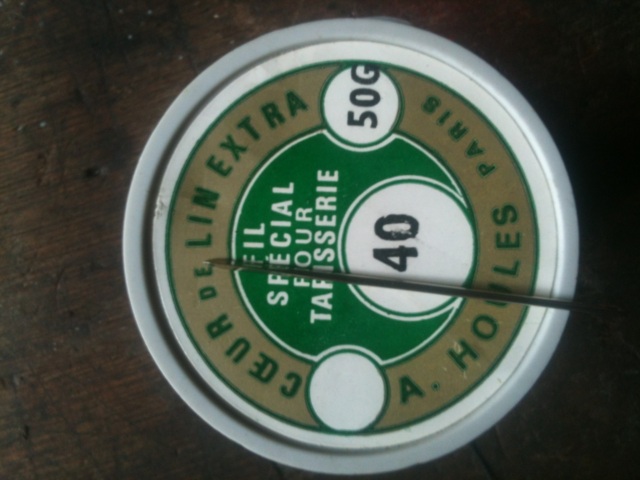 CŒUR DE LIN EXTRA
50G
FIL
SPÉCIAL
POUR
TAPISSERIE
40
A. HOULES PARIS